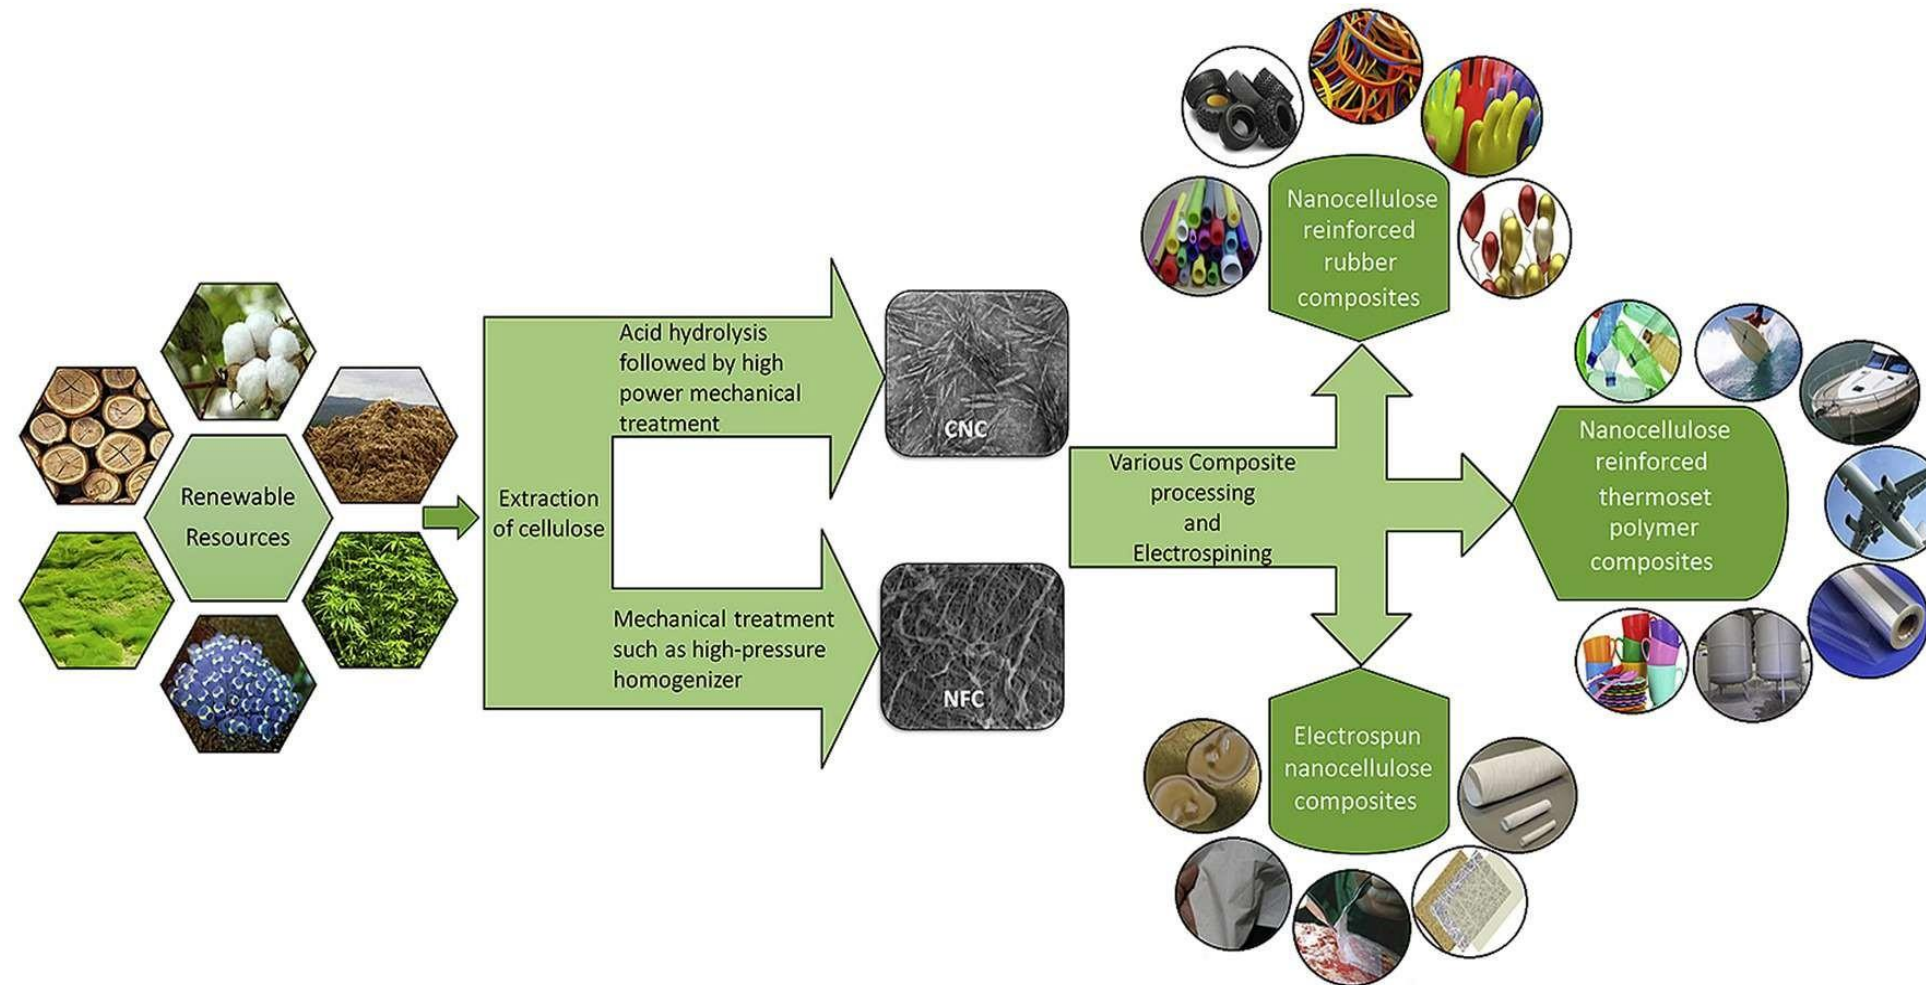 Renewable
Resources
Extraction
of cellulose
Acid hydrolysis
followed by high
power mechanical
treatment
CNC
Mechanical treatment
such as high-pressure
homogenizer
NFC
Various Composite
processing
and
Electrospining
Nanocellulose
reinforced
rubber
composites
Nanocellulose
reinforced
thermoset
polymer
composites
Electrospun
nanocellulose
composites